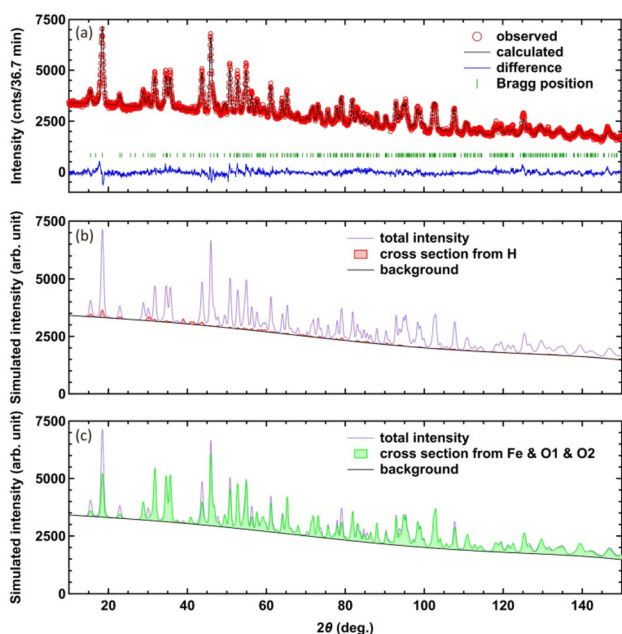 (a)
observed
calculated
difference
Bragg position
Intensity (cnts/36.7 min)
7500
5000
2500
0
(b)
total intensity
cross section from H
background
Simulated intensity (arb. unit)
7500
5000
2500
0
(c)
total intensity
cross section from Fe & O1 & O2
background
Simulated intensity (arb. unit)
7500
5000
2500
0
20 40 60 80 100 120 140
2θ (deg.)